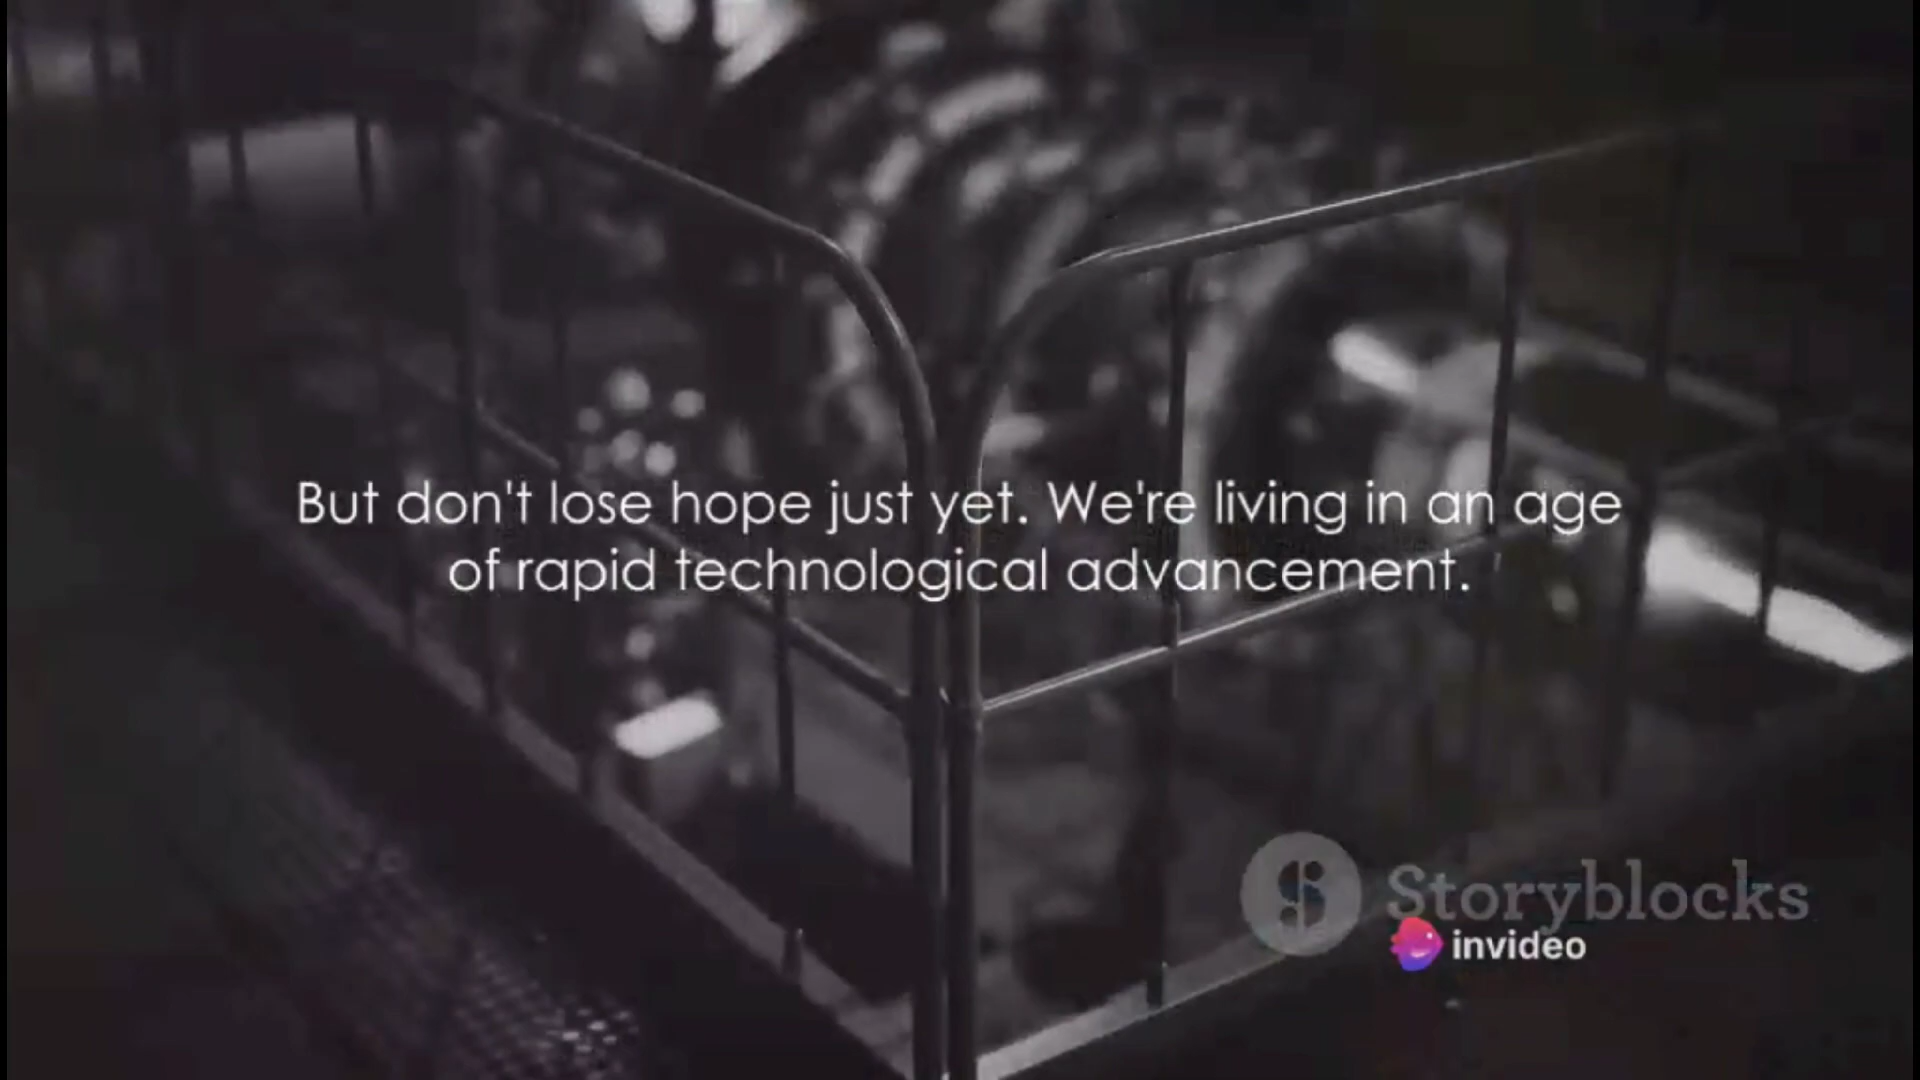 But don't lose hope just yet. We're living in an age
of rapid technological advancement.
Storyblocks
invideo